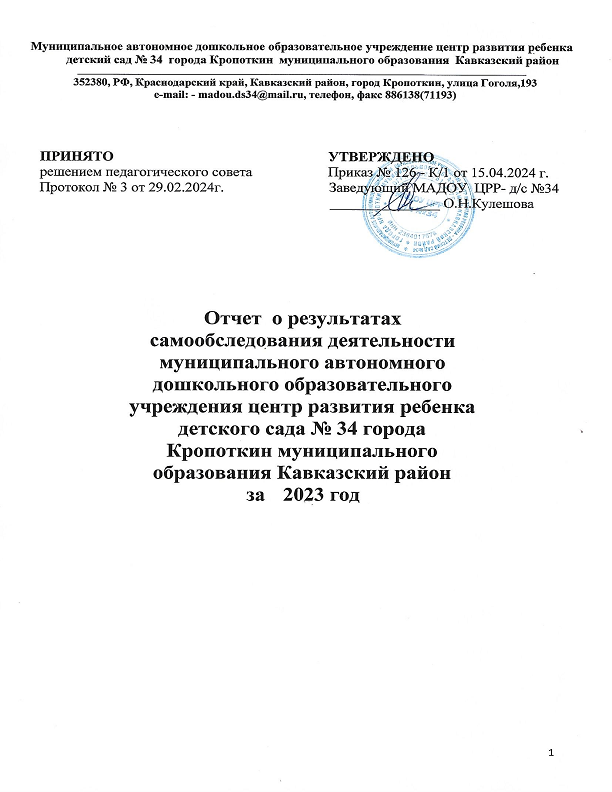 Муниципальное автономное дошкольное образовательное учреждение центр развития ребенка
детский сад № 34 города Кропоткин муниципального образования Кавказский район
352380, РФ, Краснодарский край, Кавказский район, город Кропоткин, улица Гоголя,193
e-mail: - madou.ds34@mail.ru, телефон, факс 886138(71193)
ПРИНЯТО
решением педагогического совета
Протокол № 3 от 29.02.2024г.
УТВЕРЖДЕНО
Приказ № 126 – К/1 от 15.04.2024 г.
Заведующий МАДОУ ЦРР- д/с №34
О.Н.Кулешова
Отчет о результатах
самообследования деятельности
муниципального автономного
дошкольного образовательного
учреждения центр развития ребенка
детского сада № 34 города
Кропоткин муниципального
образования Кавказский район
за 2023 год
1